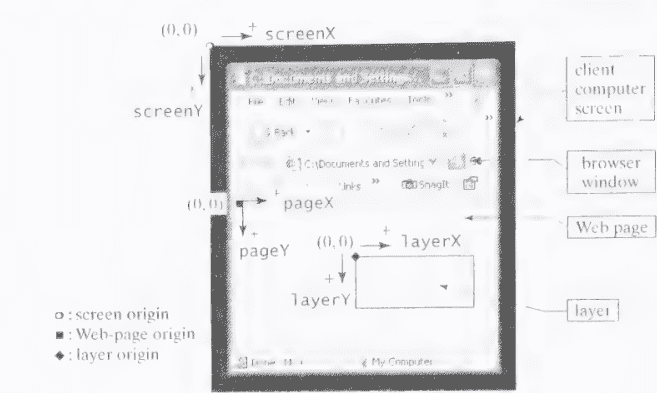 (0,0) + screenX
screenY
File Edit View Favorites Tools »
»
Back
C:\Documents and Setting
Links » SnagIt
(0,0) + pageX
+
pageY
(0,0) + layerX
+
layerY
My Computer
client
computer
screen
browser
window
Web page
layer
: screen origin
: Web-page origin
: layer origin